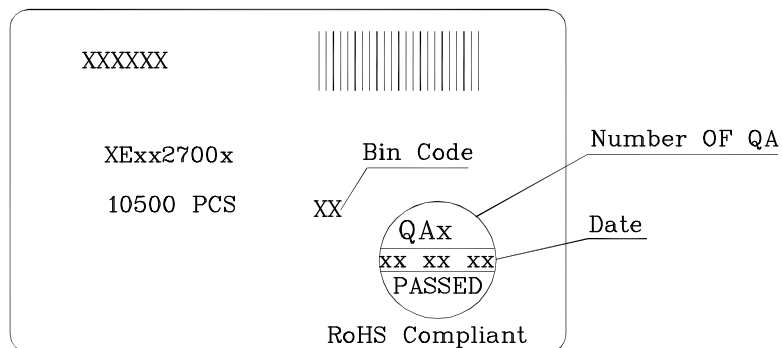 XXXXXX
XExx2700x
10500 PCS
Bin Code
XX
Number OF QA
QAx
Date
xx xx xx
PASSED
RoHS Compliant